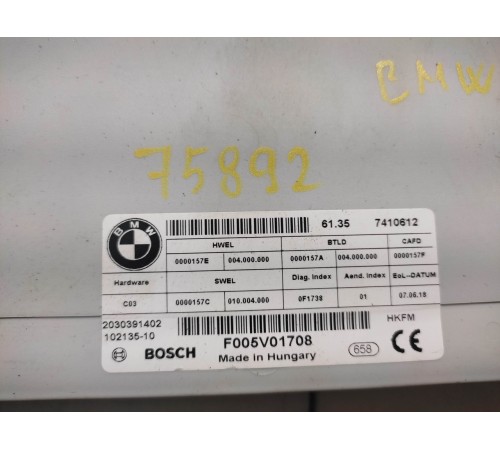 BMW
75892
BMW
61.35 7410612
HWEL BTLD CAFD
0000157E 004.000.000 0000157A 004.000.000 0000157F
Hardware SWEL Diag. Index Aend. Index EoL-DATUM
C03 0000157C 010.004.000 0F1738 01 07.06.18
2030391402
102135-10
HKFM
BOSCH F005V01708
Made in Hungary 658 CE